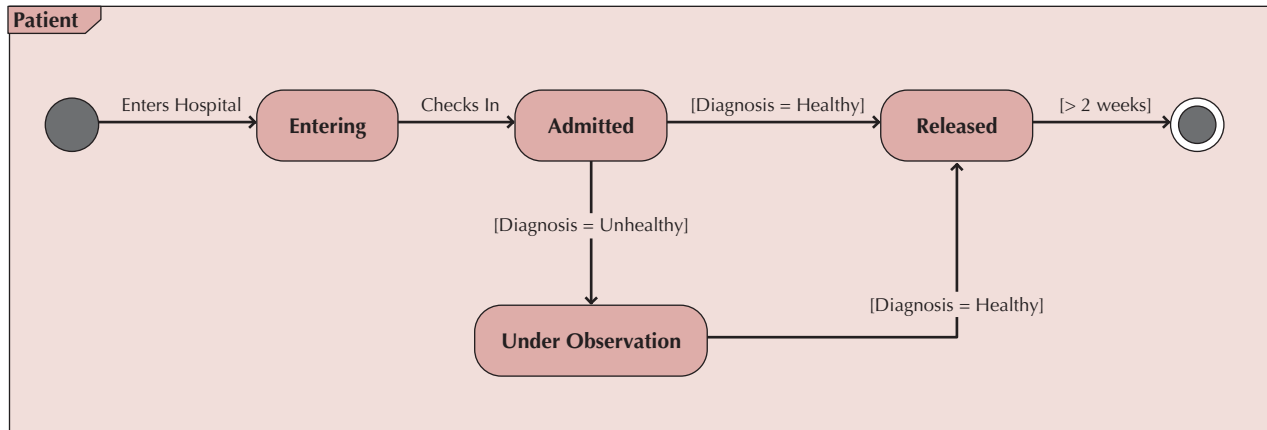 Patient
Enters Hospital
Entering
Checks In
Admitted
[Diagnosis = Healthy]
Released
[> 2 weeks]
[Diagnosis = Unhealthy]
[Diagnosis = Healthy]
Under Observation